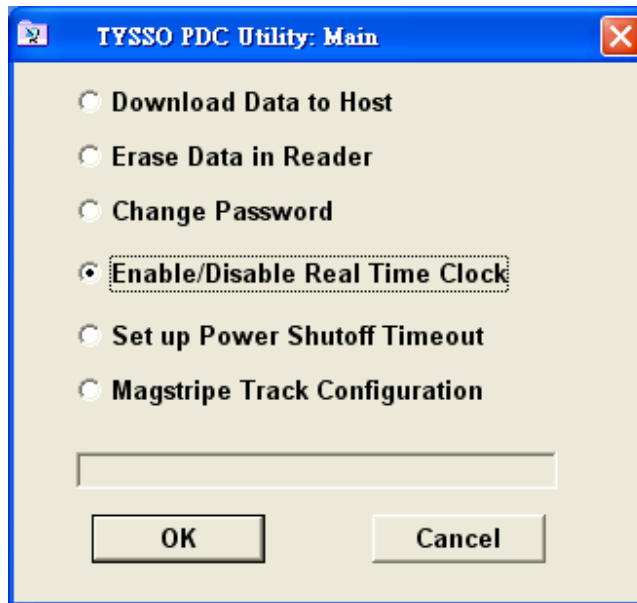 TYSSO PDC Utility: Main
Download Data to Host
Erase Data in Reader
Change Password
Enable/Disable Real Time Clock
Set up Power Shutoff Timeout
Magstripe Track Configuration
OK Cancel